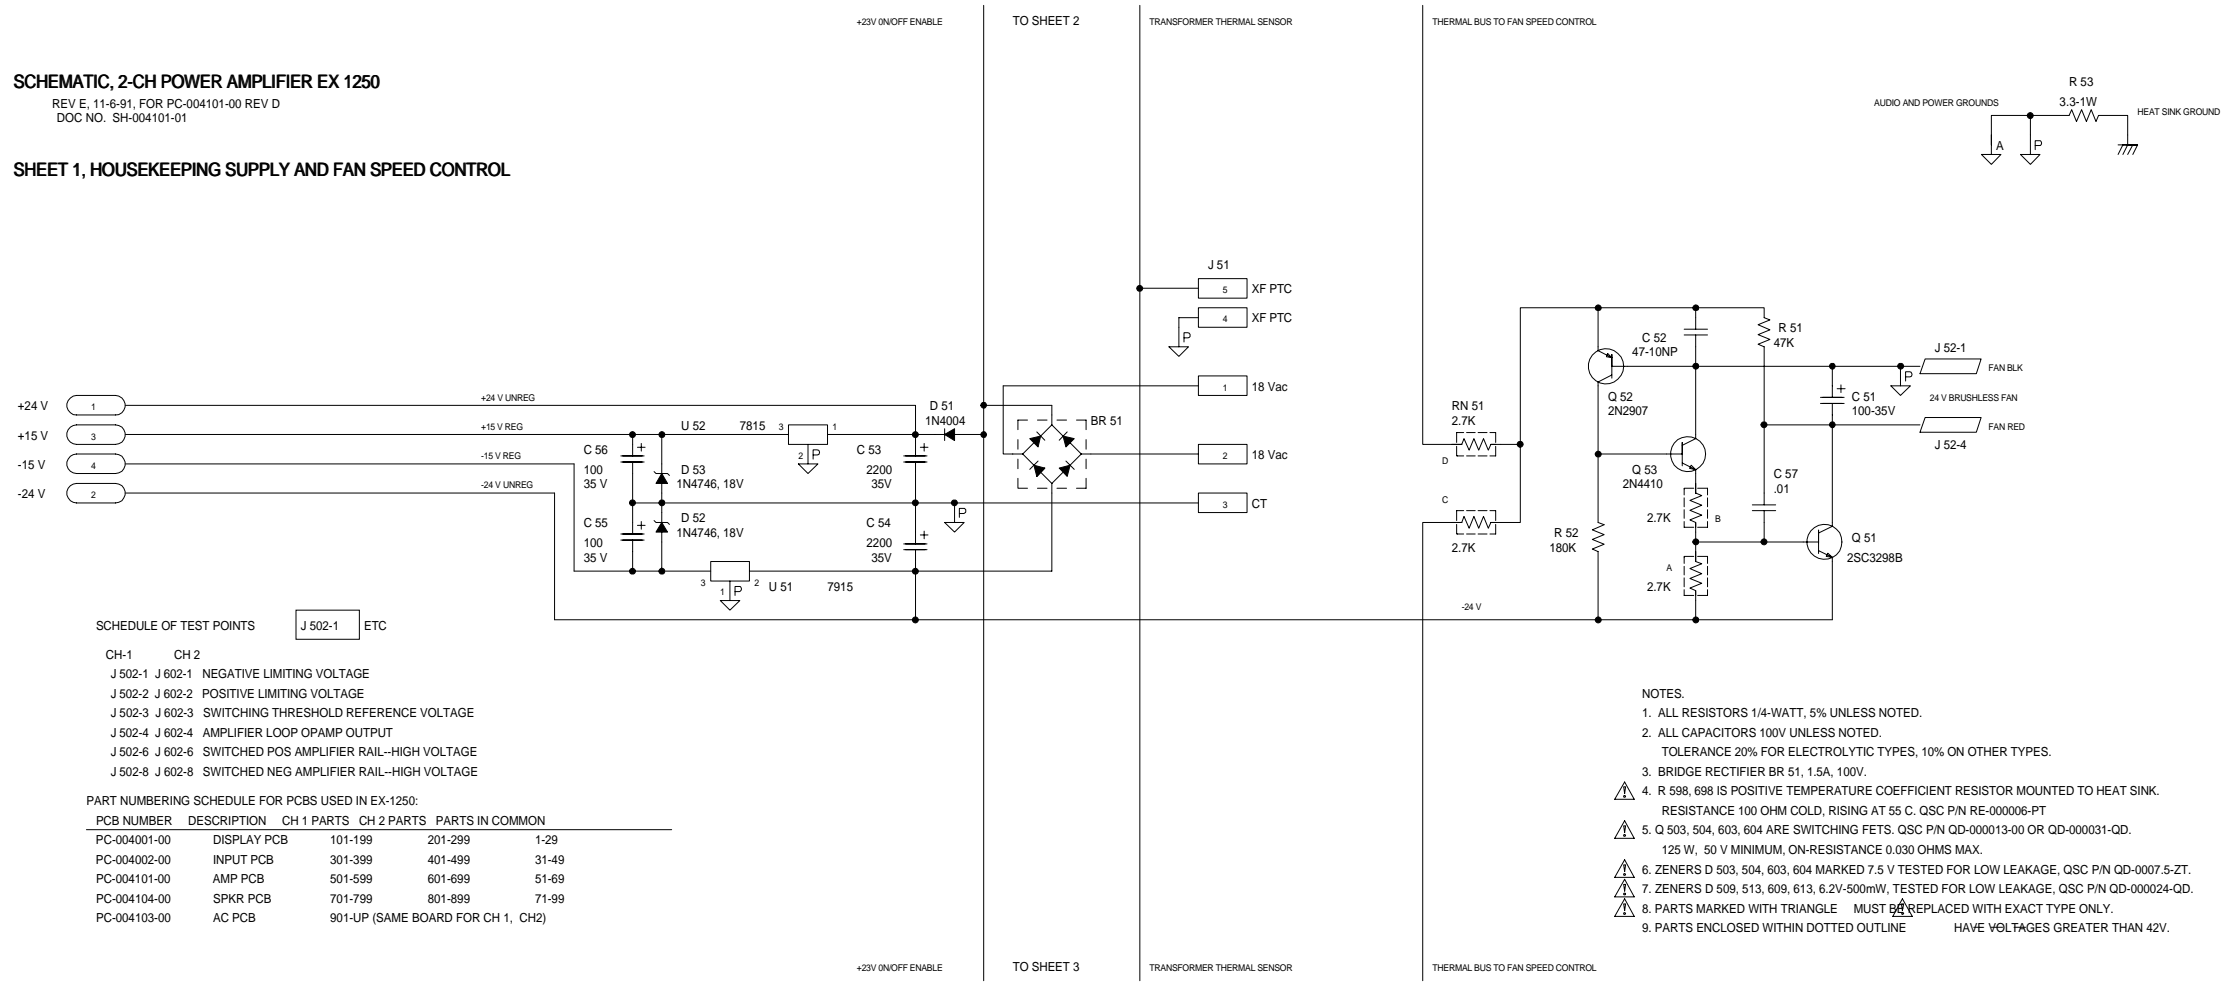 +23V 0N/OFF ENABLE
TO SHEET 2
TRANSFORMER THERMAL SENSOR
THERMAL BUS TO FAN SPEED CONTROL
SCHEMATIC, 2-CH POWER AMPLIFIER EX 1250
REV E, 11-6-91, FOR PC-004101-00 REV D
DOC NO. SH-004101-01
SHEET 1, HOUSEKEEPING SUPPLY AND FAN SPEED CONTROL
R 53
3.3-1W
AUDIO AND POWER GROUNDS
HEAT SINK GROUND
A
P
J 51
5
XF PTC
4
XF PTC
P
1
18 Vac
2
18 Vac
3
CT
+24 V
1
+15 V
3
-15 V
4
-24 V
2
+24 V UNREG
+15 V REG
-15 V REG
-24 V UNREG
U 52
7815
3
1
2
P
D 51
1N4004
BR 51
C 56
+
100
35 V
D 53
1N4746, 18V
C 53
+
2200
35V
P
C 55
+
100
35 V
D 52
1N4746, 18V
C 54
+
2200
35V
3
2
1
P
U 51
7915
RN 51
2.7K
D
C
2.7K
-24 V
C 52
47-10NP
R 51
47K
Q 52
2N2907
Q 53
2N4410
2.7K
B
R 52
180K
A
2.7K
C 57
.01
Q 51
2SC3298B
+
C 51
100-35V
P
J 52-1
FAN BLK
24 V BRUSHLESS FAN
FAN RED
J 52-4
SCHEDULE OF TEST POINTS
J 502-1
ETC
CH-1 CH 2
J 502-1 J 602-1 NEGATIVE LIMITING VOLTAGE
J 502-2 J 602-2 POSITIVE LIMITING VOLTAGE
J 502-3 J 602-3 SWITCHING THRESHOLD REFERENCE VOLTAGE
J 502-4 J 602-4 AMPLIFIER LOOP OPAMP OUTPUT
J 502-6 J 602-6 SWITCHED POS AMPLIFIER RAIL--HIGH VOLTAGE
J 502-8 J 602-8 SWITCHED NEG AMPLIFIER RAIL--HIGH VOLTAGE
PART NUMBERING SCHEDULE FOR PCBS USED IN EX-1250:
PCB NUMBER DESCRIPTION CH 1 PARTS CH 2 PARTS PARTS IN COMMON
PC-004001-00 DISPLAY PCB 101-199 201-299 1-29
PC-004002-00 INPUT PCB 301-399 401-499 31-49
PC-004101-00 AMP PCB 501-599 601-699 51-69
PC-004104-00 SPKR PCB 701-799 801-899 71-99
PC-004103-00 AC PCB 901-UP (SAME BOARD FOR CH 1, CH2)
NOTES.
1. ALL RESISTORS 1/4-WATT, 5% UNLESS NOTED.
2. ALL CAPACITORS 100V UNLESS NOTED.
TOLERANCE 20% FOR ELECTROLYTIC TYPES, 10% ON OTHER TYPES.
3. BRIDGE RECTIFIER BR 51, 1.5A, 100V.
4. R 598, 698 IS POSITIVE TEMPERATURE COEFFICIENT RESISTOR MOUNTED TO HEAT SINK.
RESISTANCE 100 OHM COLD, RISING AT 55 C. QSC P/N RE-000006-PT
5. Q 503, 504, 603, 604 ARE SWITCHING FETS. QSC P/N QD-000013-00 OR QD-000031-QD.
125 W, 50 V MINIMUM, ON-RESISTANCE 0.030 OHMS MAX.
6. ZENERS D 503, 504, 603, 604 MARKED 7.5 V TESTED FOR LOW LEAKAGE, QSC P/N QD-0007.5-ZT.
7. ZENERS D 509, 513, 609, 613, 6.2V-500mW, TESTED FOR LOW LEAKAGE, QSC P/N QD-000024-QD.
8. PARTS MARKED WITH TRIANGLE MUST BE REPLACED WITH EXACT TYPE ONLY.
9. PARTS ENCLOSED WITHIN DOTTED OUTLINE HAVE VOLTAGES GREATER THAN 42V.
+23V 0N/OFF ENABLE
TO SHEET 3
TRANSFORMER THERMAL SENSOR
THERMAL BUS TO FAN SPEED CONTROL